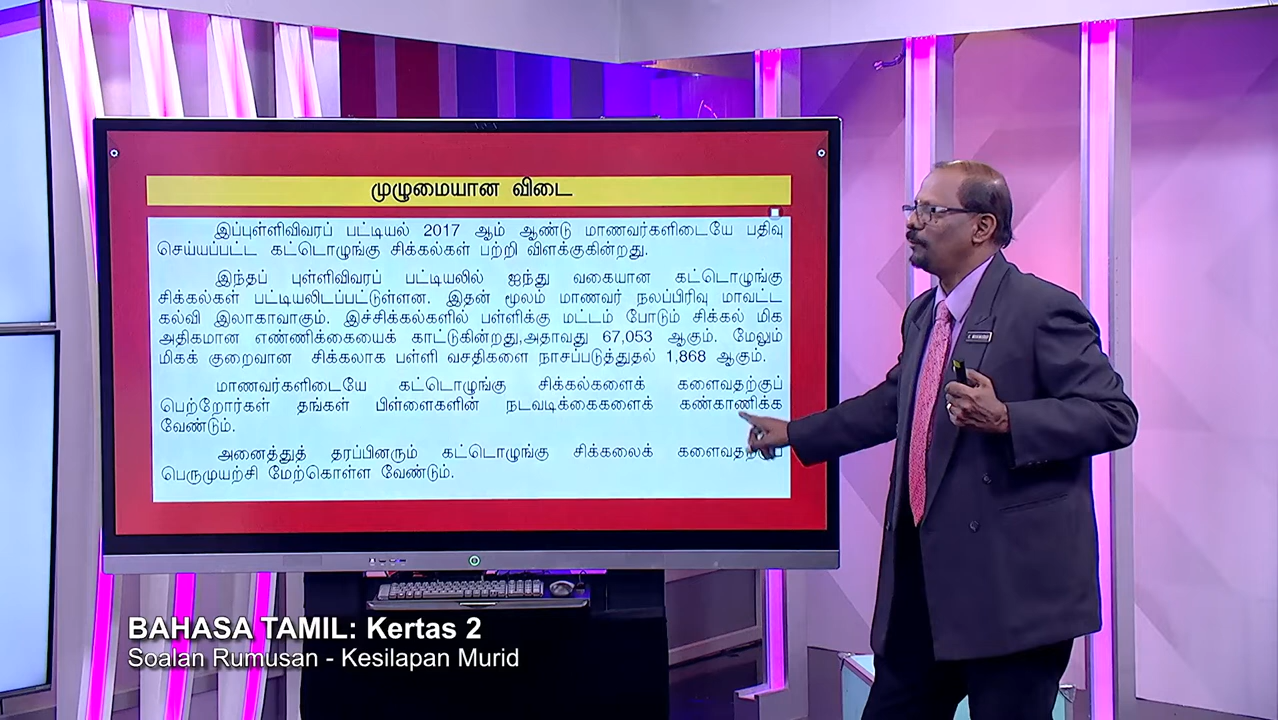 முழுமையான விடை
இப்புள்ளிவிவரப் பட்டியல் 2017 ஆம் ஆண்டு மாணவர்களிடையே பதிவு
செய்யப்பட்ட கட்டொழுங்கு சிக்கல்கள் பற்றி விளக்குகின்றது.
இந்தப் புள்ளிவிவரப் பட்டியலில் ஐந்து வகையான கட்டொழுங்கு
சிக்கல்கள் பட்டியலிடப்பட்டுள்ளன. இதன் மூலம் மாணவர் நலப்பிரிவு மாவட்ட
கல்வி இலாகாவாகும். இச்சிக்கல்களில் பள்ளிக்கு மட்டம் போடும் சிக்கல் மிக
அதிகமான எண்ணிக்கையைக் காட்டுகின்றது,அதாவது 67,053 ஆகும். மேலும்
மிகக் குறைவான சிக்கலாக பள்ளி வசதிகளை நாசப்படுத்துதல் 1,868 ஆகும்.
மாணவர்களிடையே கட்டொழுங்கு சிக்கல்களைக் களைவதற்குப்
பெற்றோர்கள் தங்கள் பிள்ளைகளின் நடவடிக்கைகளைக் கண்காணிக்க
வேண்டும்.
அனைத்துத் தரப்பினரும் கட்டொழுங்கு சிக்கலைக் களைவதற்குப்
பெருமுயற்சி மேற்கொள்ள வேண்டும்.
BAHASA TAMIL: Kertas 2
Soalan Rumusan - Kesilapan Murid